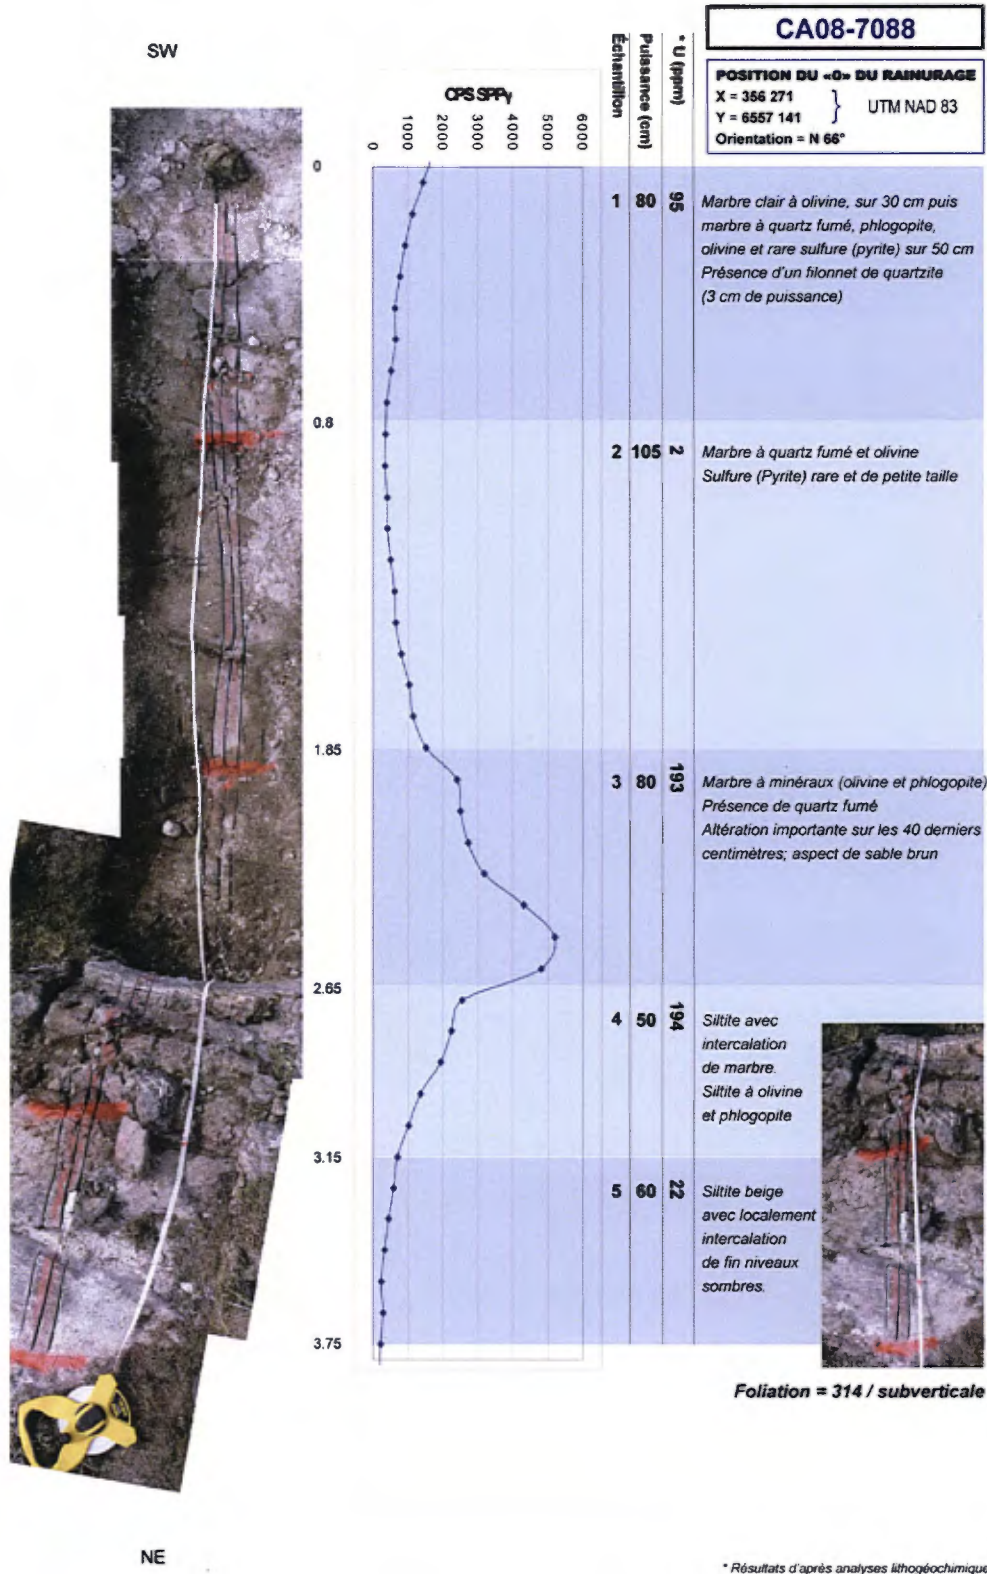 CA08-7088
SW
POSITION DU «0» DU RAINURAGE
X = 356 271
Y = 6557 141
} UTM NAD 83
Orientation = N 66°
CPS SPPγ
0 1000 2000 3000 4000 5000 6000
Échantillon
Puissance (cm)
* U (ppm)
0
1 80 95
Marbre clair à olivine, sur 30 cm puis
marbre à quartz fumé, phlogopite,
olivine et rare sulfure (pyrite) sur 50 cm
Présence d'un filonnet de quartzite
(3 cm de puissance)
0.8
2 105 2
Marbre à quartz fumé et olivine
Sulfure (Pyrite) rare et de petite taille
1.85
3 80 193
Marbre à minéraux (olivine et phlogopite)
Présence de quartz fumé
Altération importante sur les 40 derniers
centimètres; aspect de sable brun
2.65
4 50 194
Siltite avec
intercalation
de marbre.
Siltite à olivine
et phlogopite
3.15
5 60 22
Siltite beige
avec localement
intercalation
de fin niveaux
sombres.
3.75
Foliation = 314 / subverticale
NE
* Résultats d'après analyses lithogéochimique